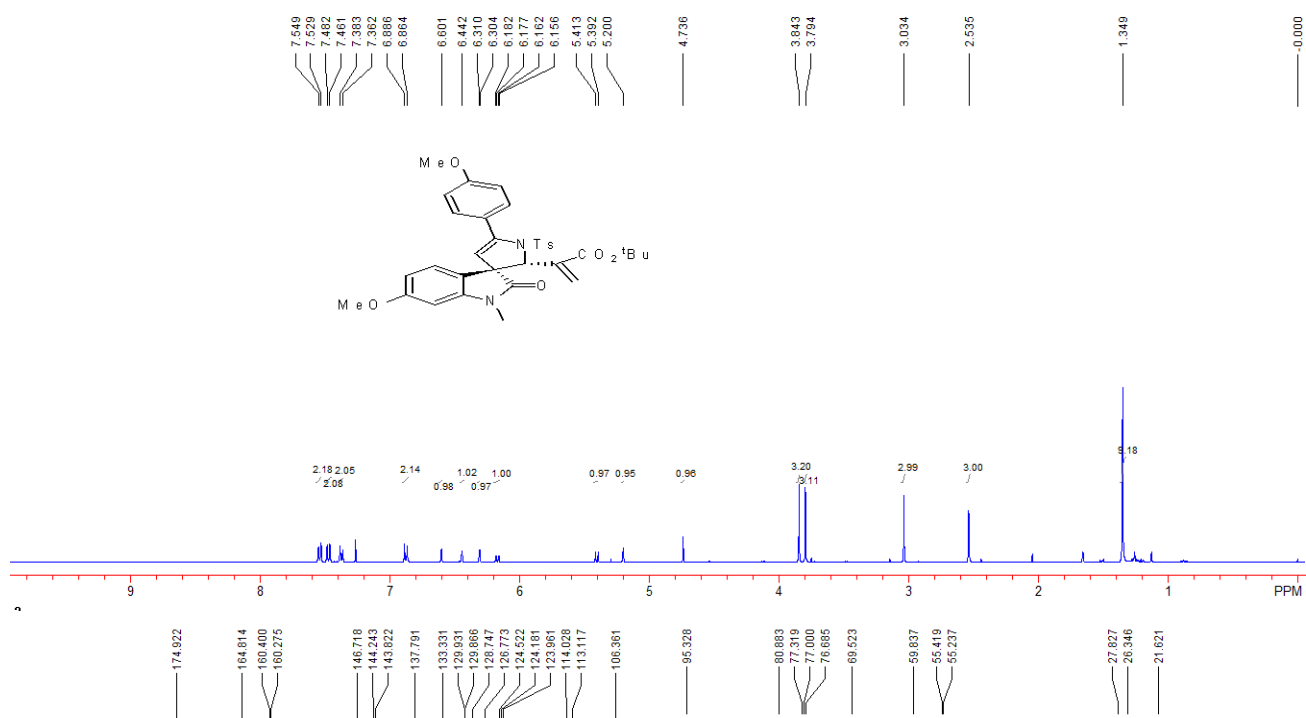 7.549 7.529 7.482 7.461 7.383 7.362 6.886 6.864 6.601 6.442 6.310 6.304 6.182 6.177 6.162 6.156 5.413 5.392 5.200 4.736 3.843 3.794 3.034 2.535 1.349 -0.000
MeO
N Ts
CO2tBu
O
MeO
N
2.18 2.05 2.14 1.02 1.00 0.97 0.95 0.96 3.20 2.99 3.00 9.18
2.08 0.98 0.97 3.11
9 8 7 6 5 4 3 2 1 PPM
174.922 164.814 160.400 160.275 146.718 144.243 143.822 137.791 133.331 129.931 129.866 128.747 126.773 124.522 124.181 123.961 114.028 113.117 106.361 95.328 80.883 77.319 77.000 76.685 69.523 59.837 55.419 55.237 27.827 26.346 21.621